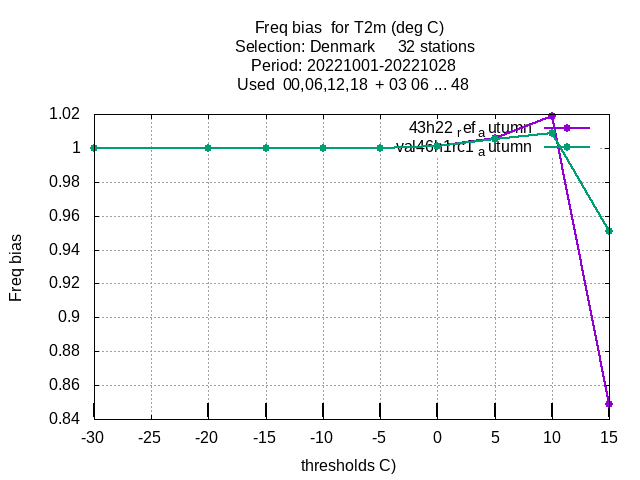 Freq bias  for T2m (deg C)
Selection: Denmark     32 stations
Period: 20221001-20221028
Used  00,06,12,18  + 03 06 ... 48
1.02
43h22 ref autumn
1
val46h1rc1 autumn
0.98
0.96
0.94
0.92
0.9
0.88
0.86
0.84
Freq bias
-30 -25 -20 -15 -10 -5 0 5 10 15
thresholds C)